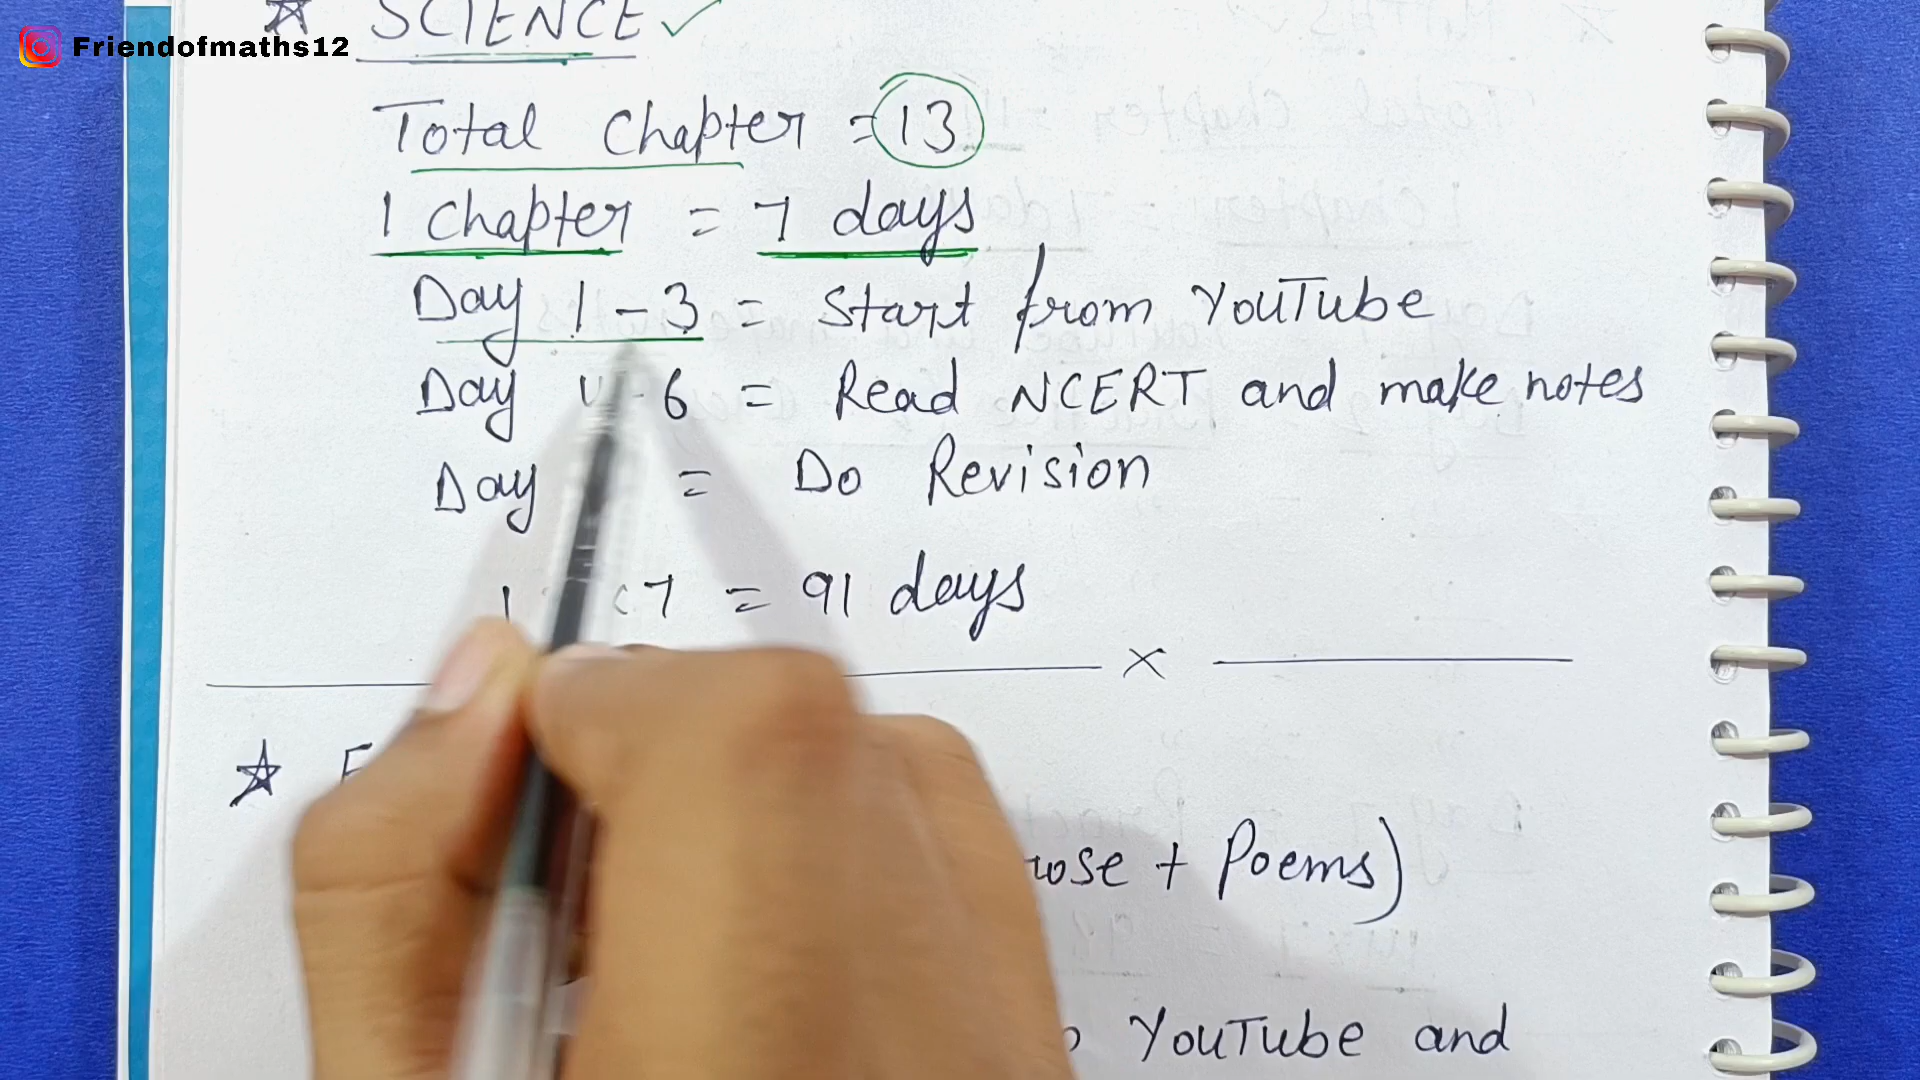 Friendofmaths12
☆ SCIENCE ✓
Total Chapter = 13
1 Chapter = 7 days
Day 1 - 3 = Start from YouTube
Day 4 - 6 = Read NCERT and make notes
Day = Do Revision
7 = 91 days
×
☆
+ Poems)
YouTube and